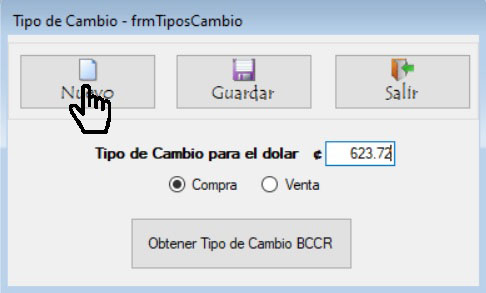 Tipo de Cambio - frmTiposCambio
Nuevo Guardar Salir
Tipo de Cambio para el dolar ¢ 623.72
Compra Venta
Obtener Tipo de Cambio BCCR